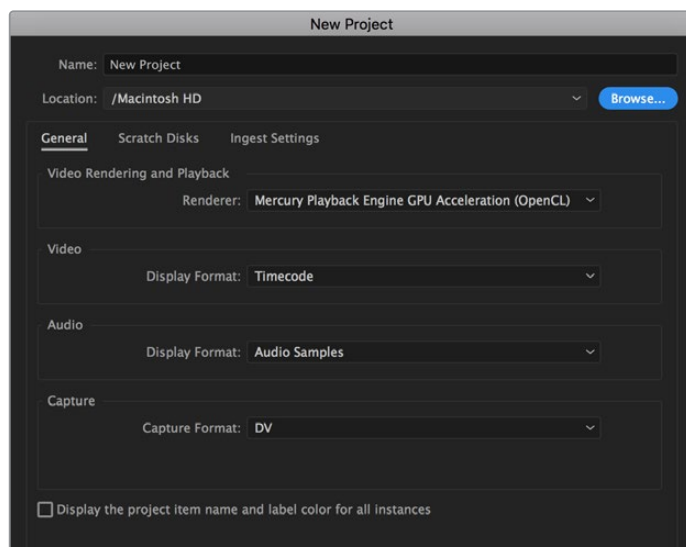 New Project
Name: New Project
Location: /Macintosh HD Browse...
General Scratch Disks Ingest Settings
Video Rendering and Playback
Renderer: Mercury Playback Engine GPU Acceleration (OpenCL)
Video
Display Format: Timecode
Audio
Display Format: Audio Samples
Capture
Capture Format: DV
Display the project item name and label color for all instances